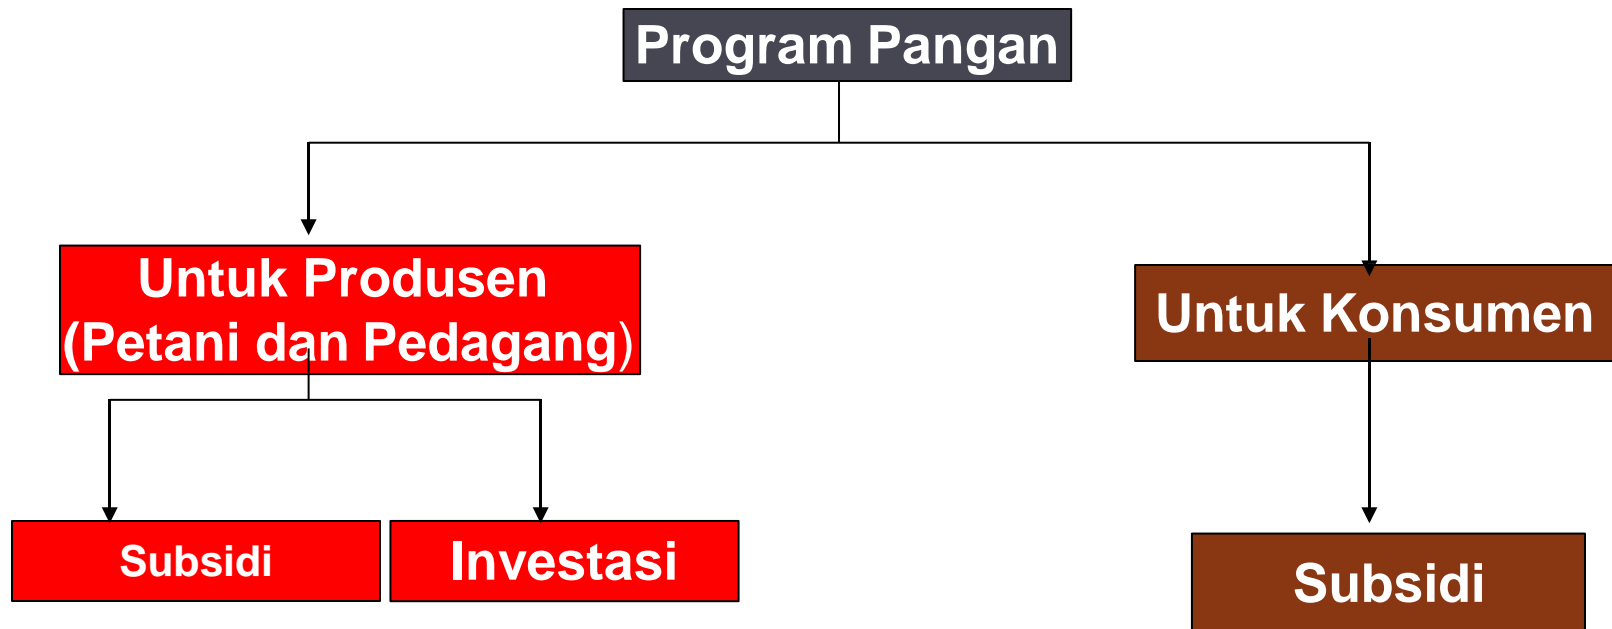 Program Pangan
Untuk Produsen
(Petani dan Pedagang)
Untuk Konsumen
Subsidi
Investasi
Subsidi